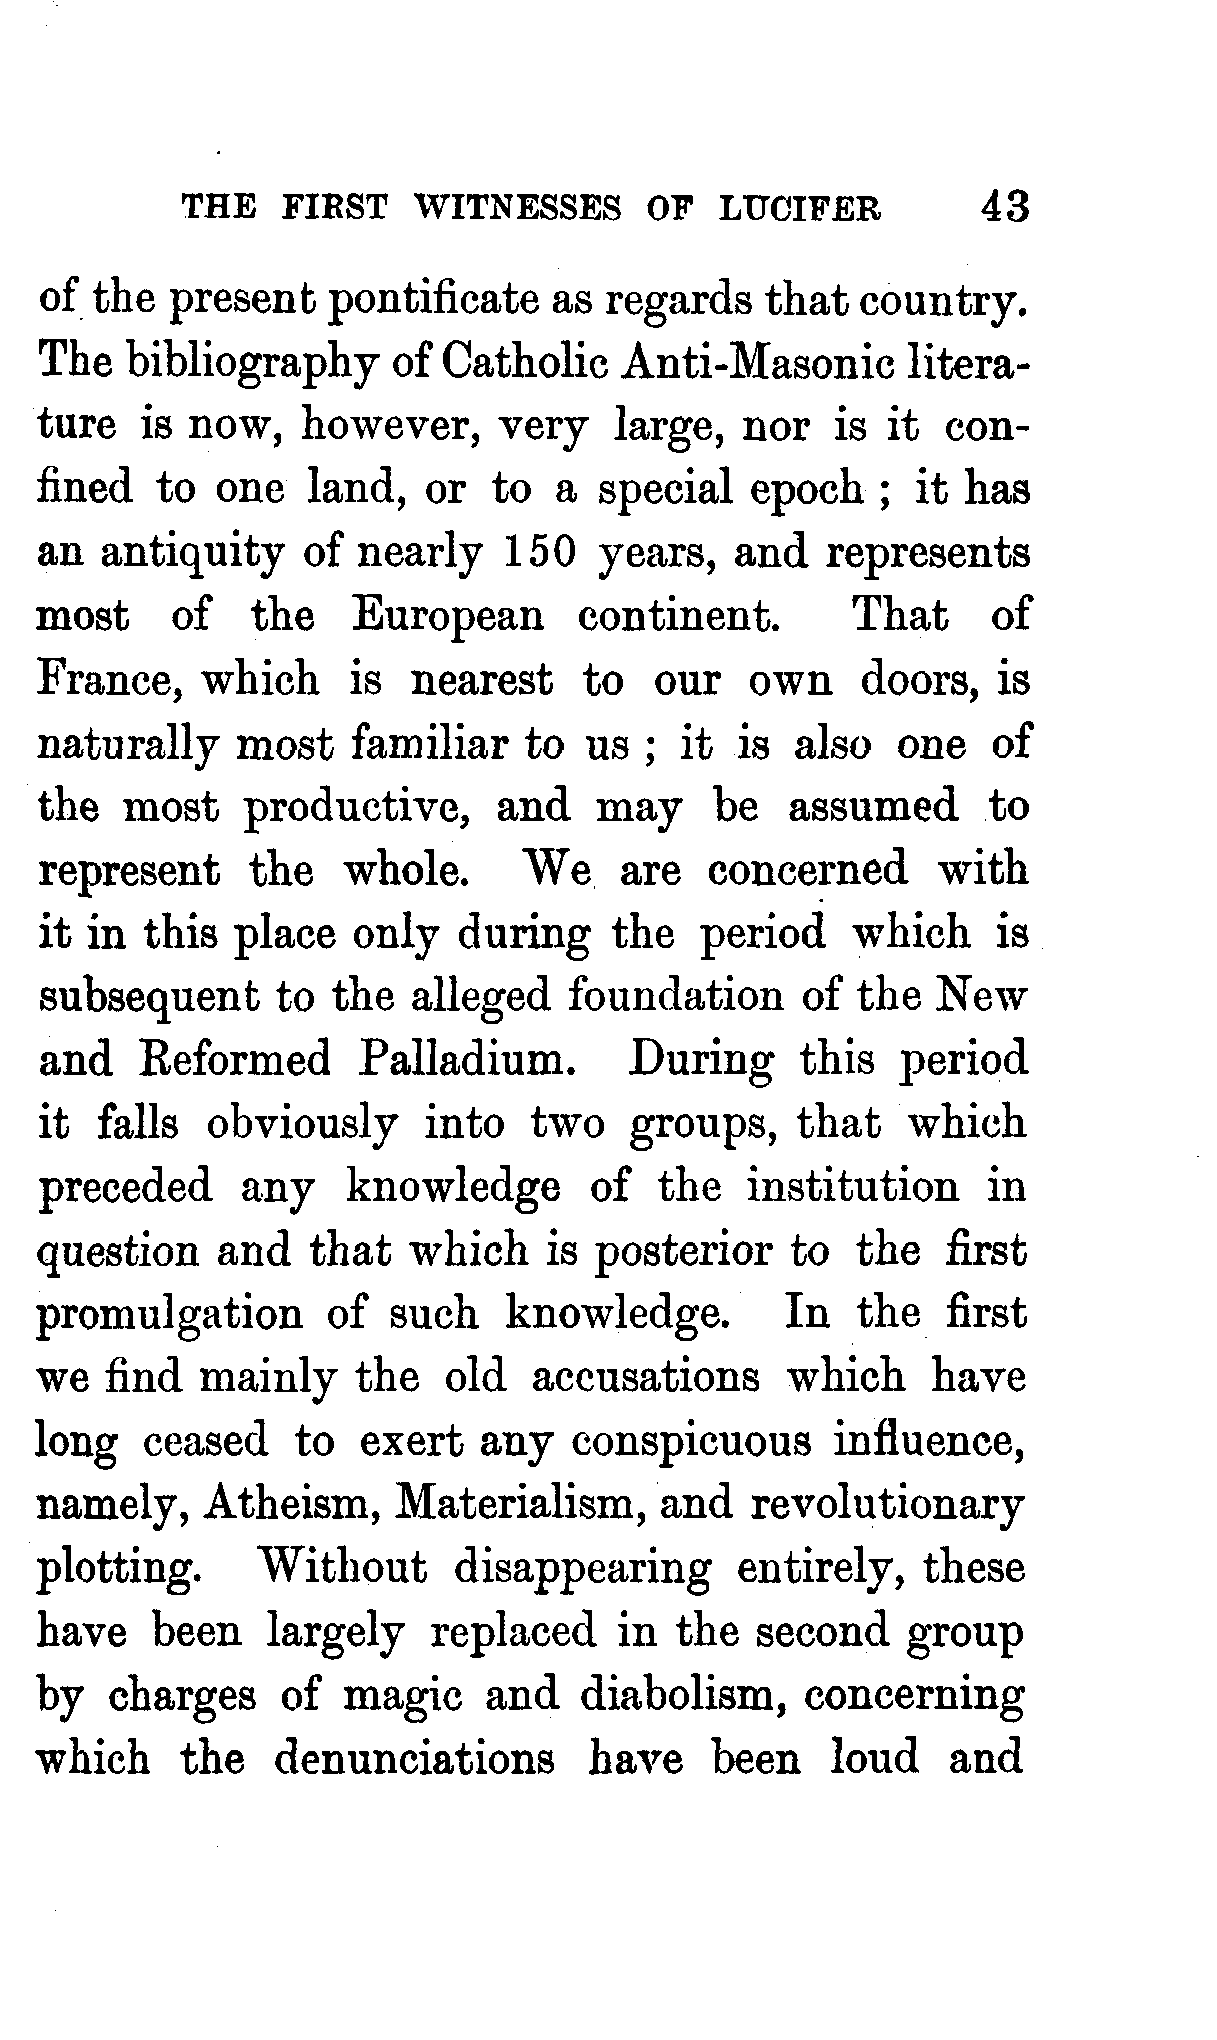 THE FIRST WITNESSES OF LUCIFER 43
of the present pontificate as regards that country.
The bibliography of Catholic Anti-Masonic litera-
ture is now, however, very large, nor is it con-
fined to one land, or to a special epoch ; it has
an antiquity of nearly 150 years, and represents
most of the European continent. That of
France, which is nearest to our own doors, is
naturally most familiar to us ; it is also one of
the most productive, and may be assumed to
represent the whole. We are concerned with
it in this place only during the period which is
subsequent to the alleged foundation of the New
and Reformed Palladium. During this period
it falls obviously into two groups, that which
preceded any knowledge of the institution in
question and that which is posterior to the first
promulgation of such knowledge. In the first
we find mainly the old accusations which have
long ceased to exert any conspicuous influence,
namely, Atheism, Materialism, and revolutionary
plotting. Without disappearing entirely, these
have been largely replaced in the second group
by charges of magic and diabolism, concerning
which the denunciations have been loud and